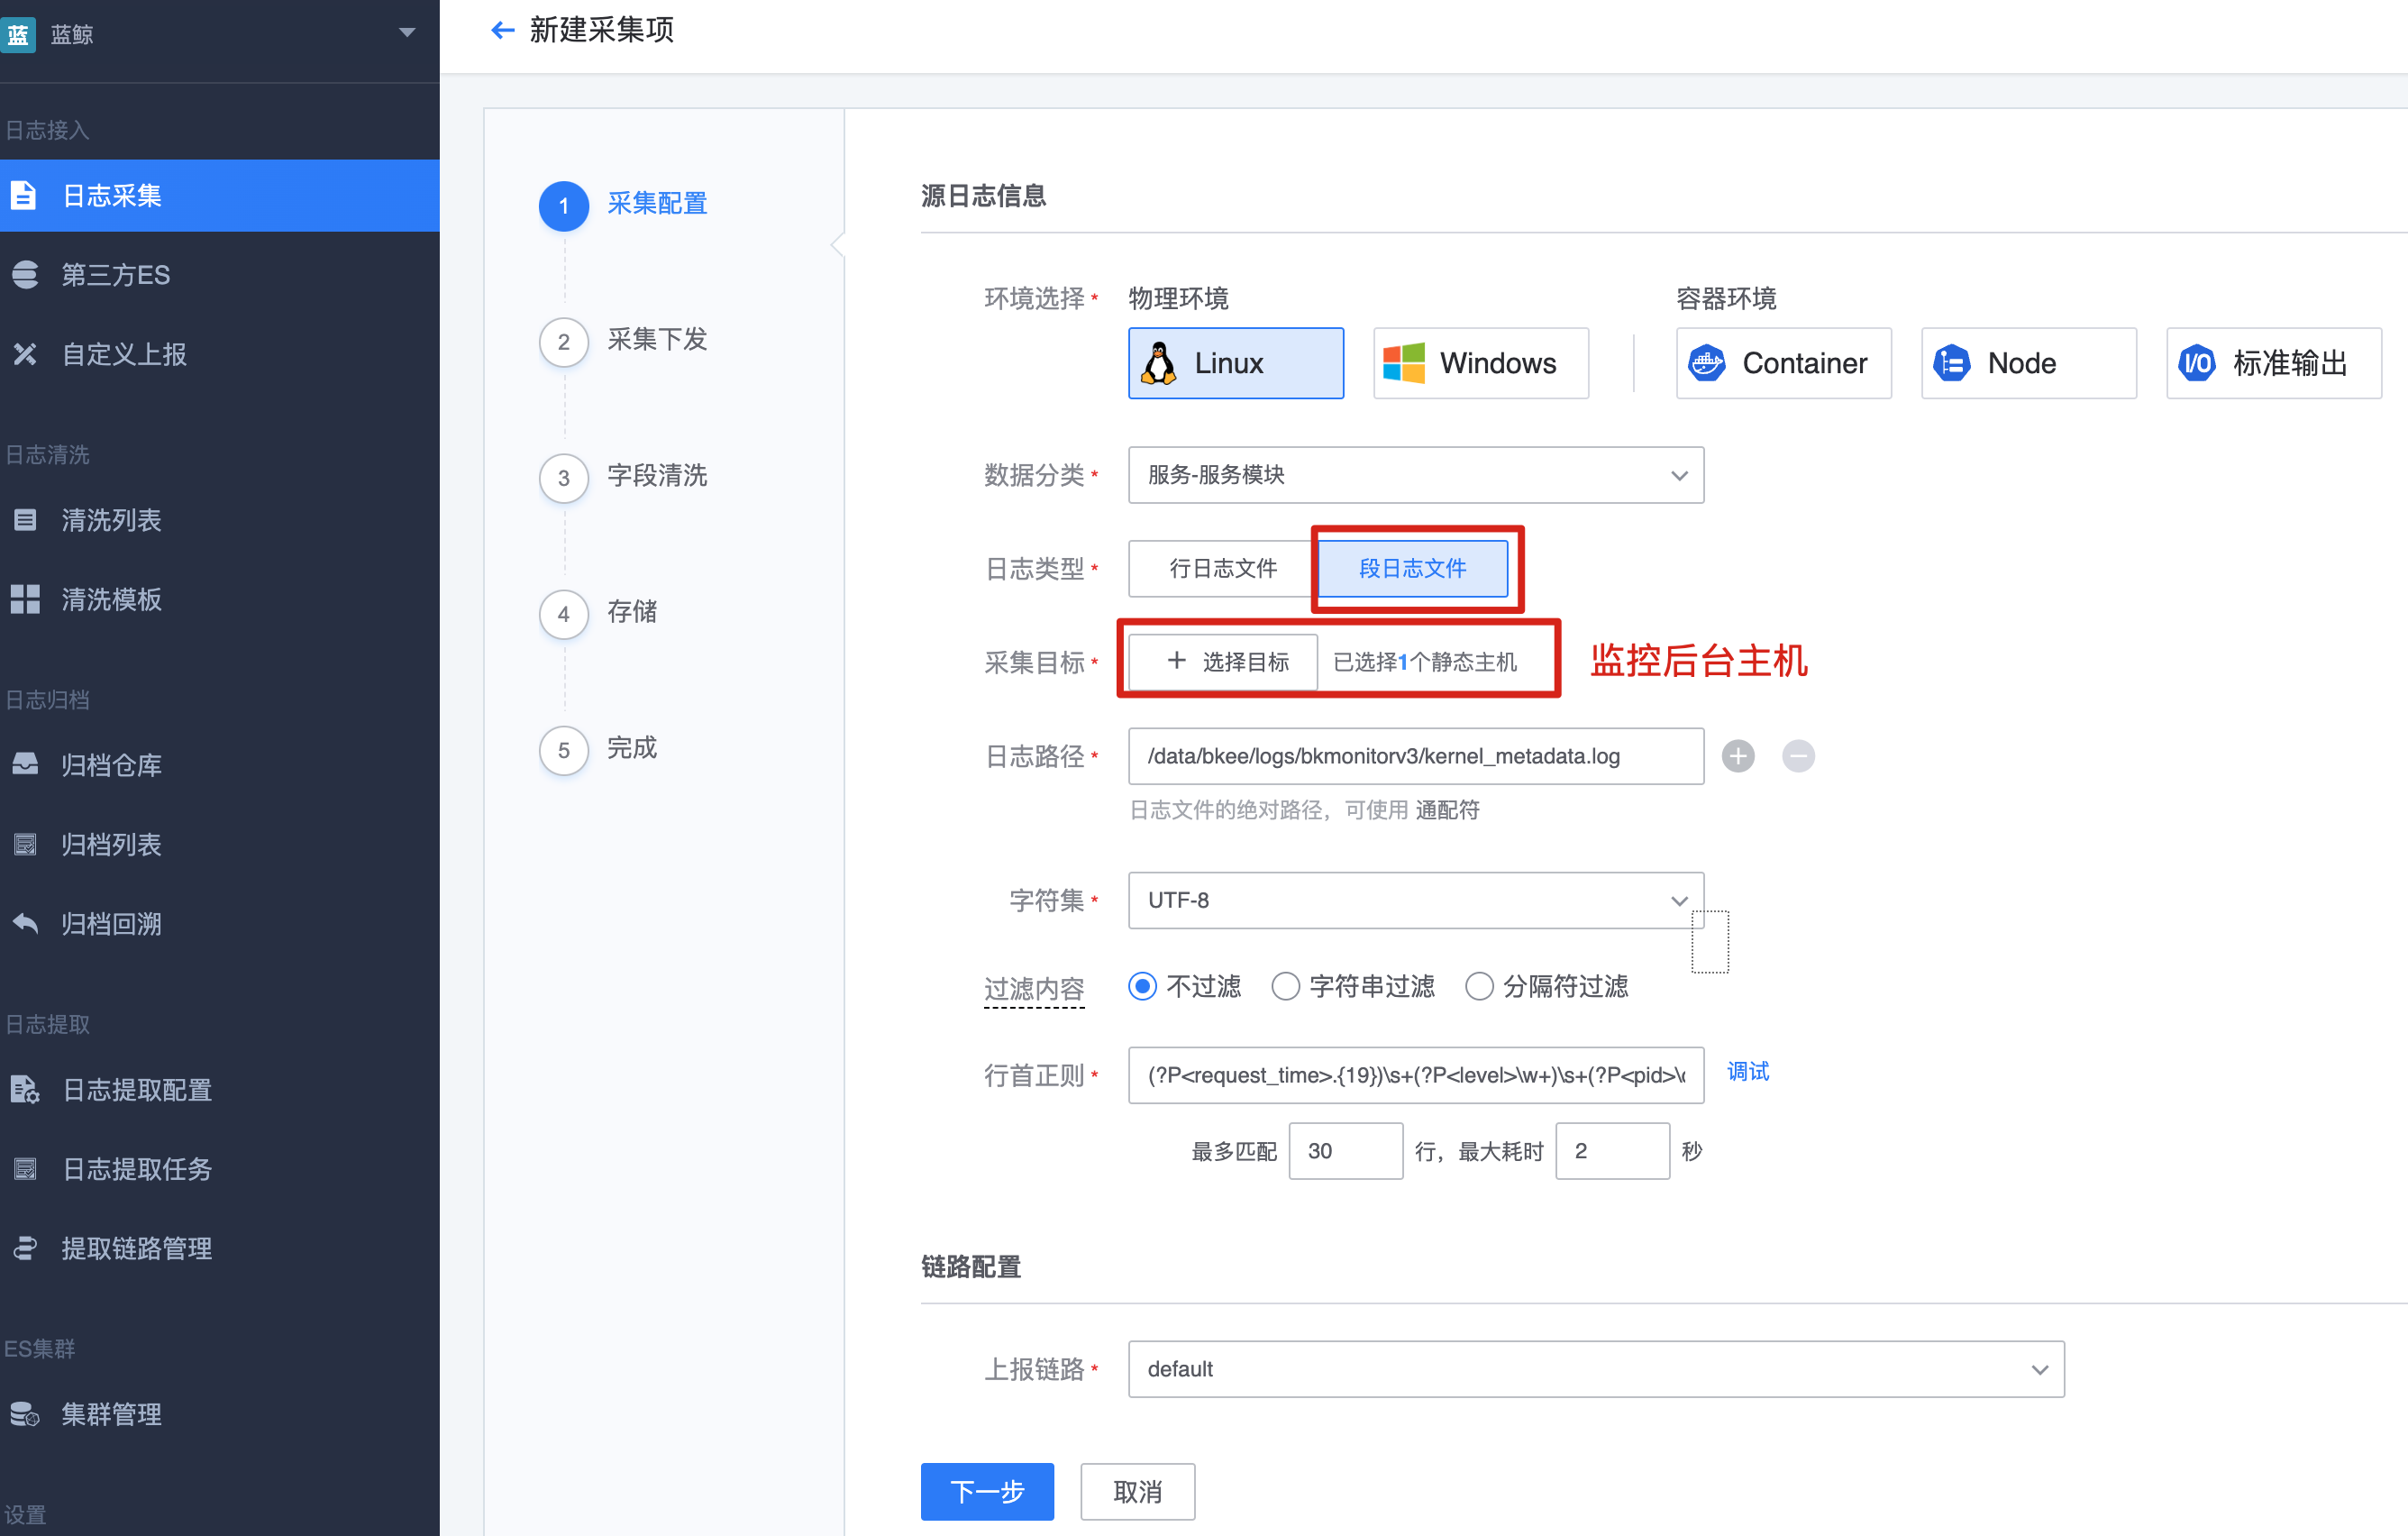 蓝 蓝鲸
新建采集项
日志接入
日志采集
第三方ES
自定义上报
日志清洗
清洗列表
清洗模板
日志归档
归档仓库
归档列表
归档回溯
日志提取
日志提取配置
日志提取任务
提取链路管理
ES集群
集群管理
设置
1 采集配置
2 采集下发
3 字段清洗
4 存储
5 完成
源日志信息
环境选择* 物理环境 容器环境
Linux Windows Container Node I/O 标准输出
数据分类* 服务-服务模块
日志类型* 行日志文件 段日志文件
采集目标* + 选择目标 已选择1个静态主机 监控后台主机
日志路径* /data/bkee/logs/bkmonitorv3/kernel_metadata.log
日志文件的绝对路径，可使用 通配符
字符集* UTF-8
过滤内容 不过滤 字符串过滤 分隔符过滤
行首正则* (?P<request_time>.{19})\s+(?P<level>\w+)\s+(?P<pid>\ 调试
最多匹配 30 行，最大耗时 2 秒
链路配置
上报链路* default
下一步 取消